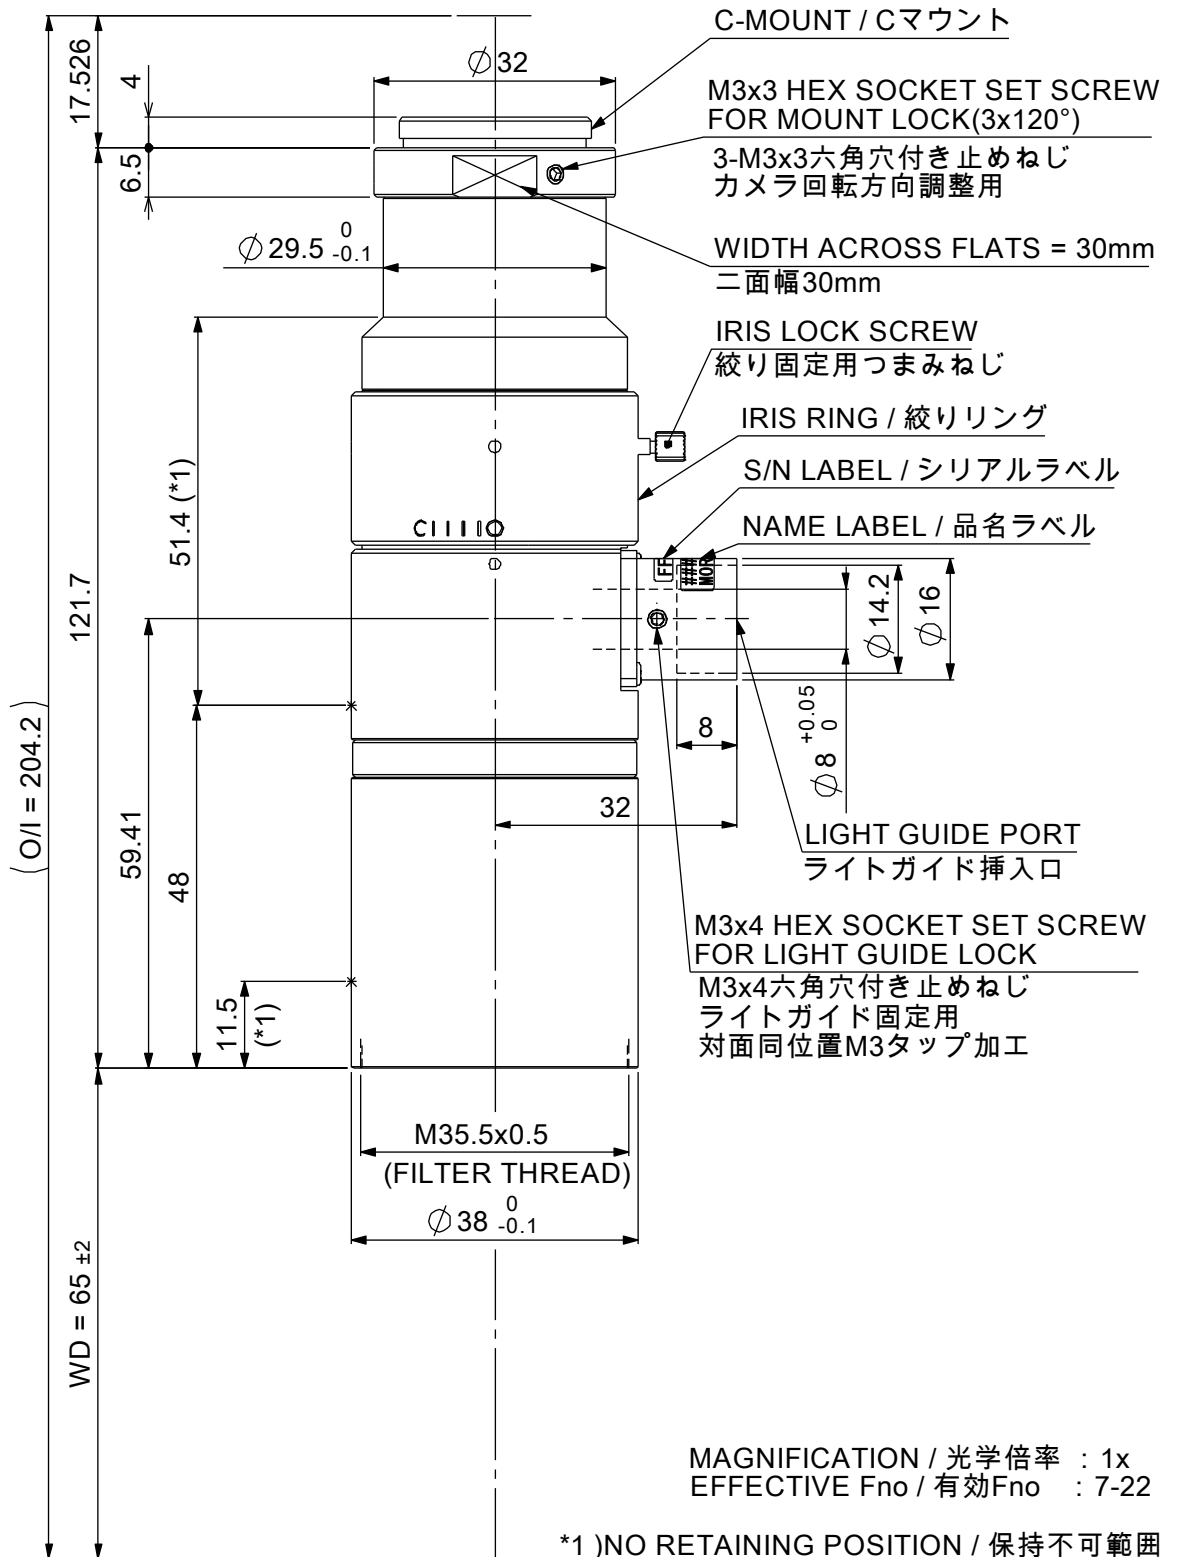 C-MOUNT / Cマウント
17.526
4
⌀32
M3x3 HEX SOCKET SET SCREW
FOR MOUNT LOCK(3x120°)
3-M3x3六角穴付き止めねじ
カメラ回転方向調整用
6.5
⌀29.5 0 -0.1
WIDTH ACROSS FLATS = 30mm
二面幅30mm
IRIS LOCK SCREW
絞り固定用つまみねじ
IRIS RING / 絞りリング
S/N LABEL / シリアルラベル
NAME LABEL / 品名ラベル
51.4 (*1)
121.7
FF
###
MOR
⌀14.2
⌀16
(O/I = 204.2)
8
⌀8 +0.05 0
32
59.41
48
LIGHT GUIDE PORT
ライトガイド挿入口
M3x4 HEX SOCKET SET SCREW
FOR LIGHT GUIDE LOCK
M3x4六角穴付き止めねじ
ライトガイド固定用
対面同位置M3タップ加工
11.5
(*1)
M35.5x0.5
(FILTER THREAD)
⌀38 0 -0.1
WD = 65 ±2
MAGNIFICATION / 光学倍率 : 1x
EFFECTIVE Fno / 有効Fno : 7-22
*1 )NO RETAINING POSITION / 保持不可範囲